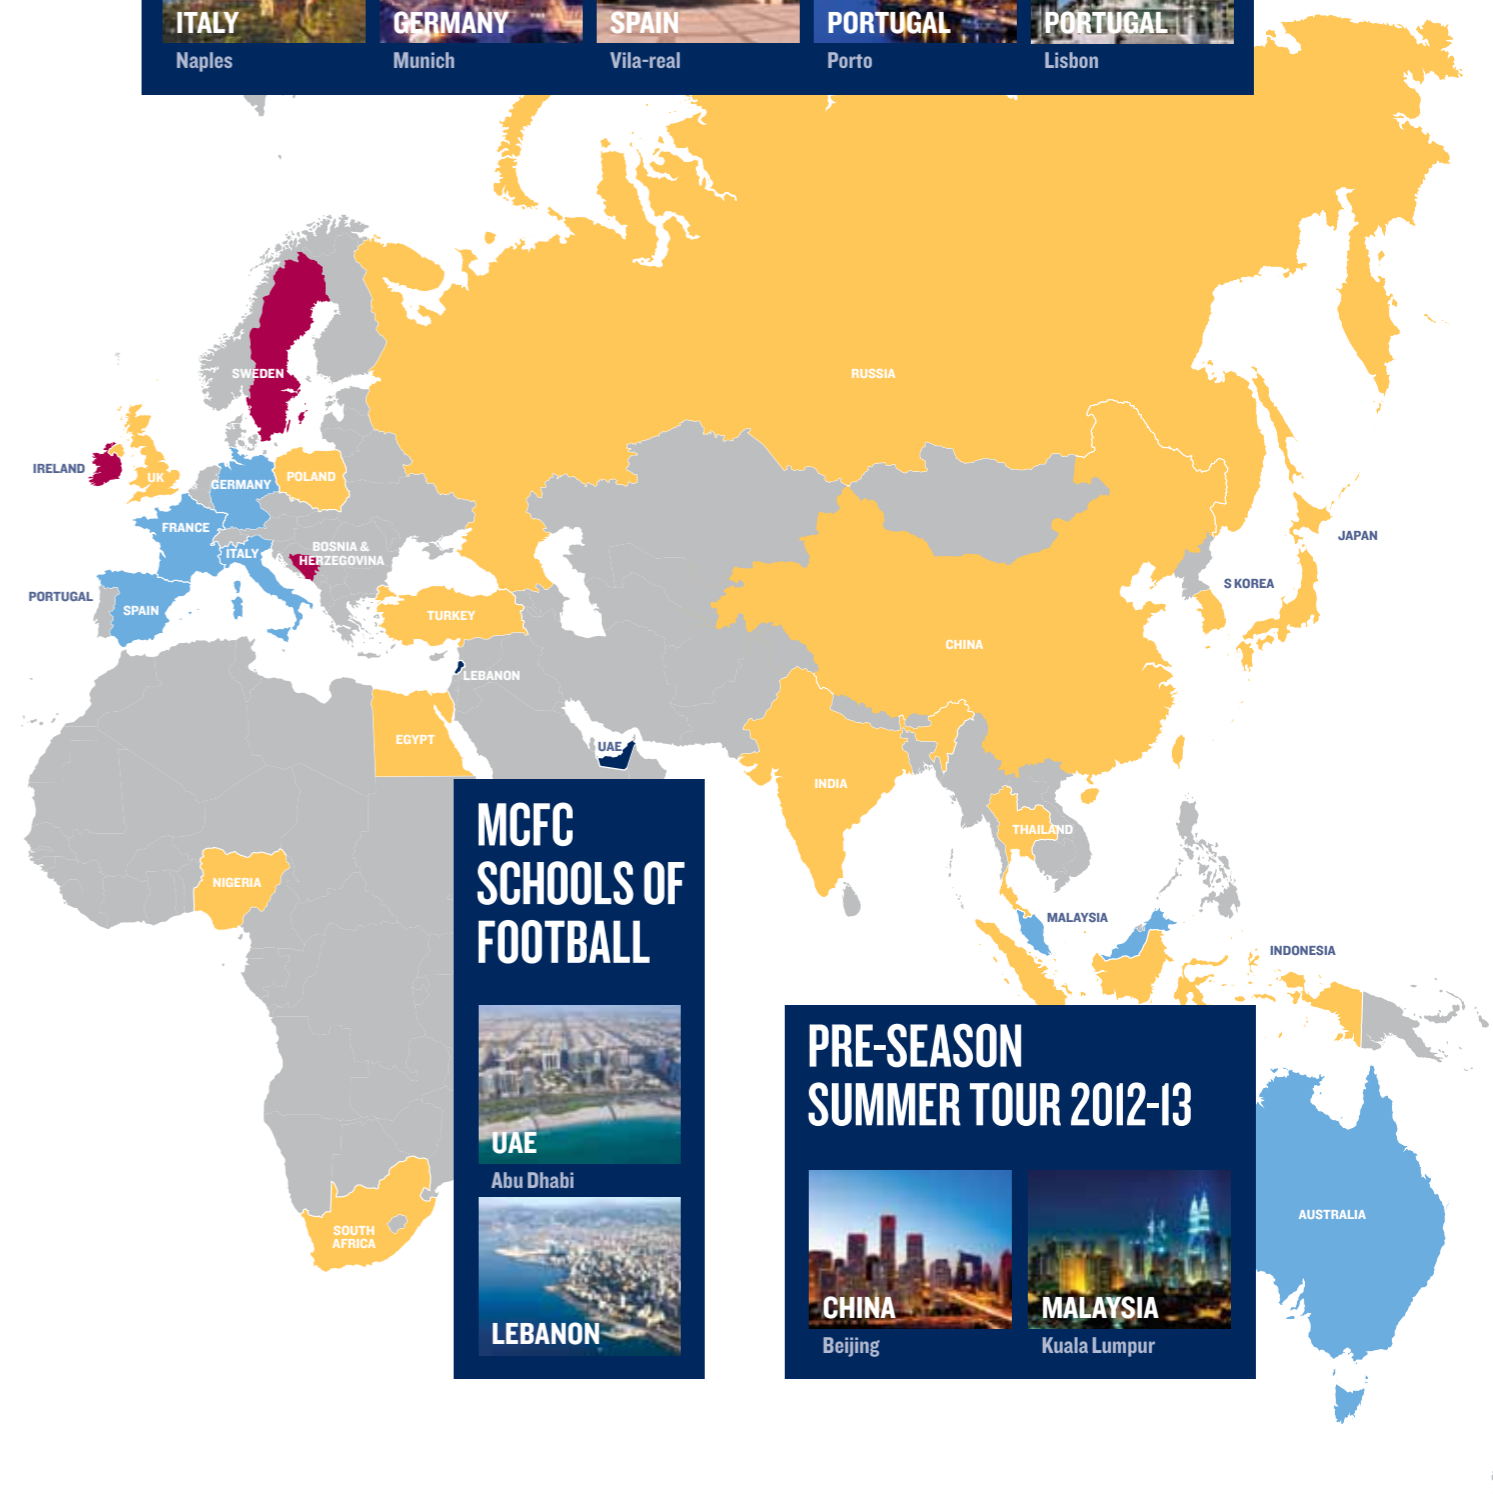 ITALY
Naples
GERMANY
Munich
SPAIN
Vila-real
PORTUGAL
Porto
PORTUGAL
Lisbon
RUSSIA
SWEDEN
IRELAND
UK
GERMANY
POLAND
FRANCE
ITALY
BOSNIA &
HERZEGOVINA
JAPAN
S KOREA
PORTUGAL
SPAIN
TURKEY
CHINA
LEBANON
EGYPT
UAE
INDIA
THAILAND
NIGERIA
MALAYSIA
INDONESIA
SOUTH
AFRICA
AUSTRALIA
MCFC
SCHOOLS OF
FOOTBALL
UAE
Abu Dhabi
LEBANON
PRE-SEASON
SUMMER TOUR 2012-13
CHINA
Beijing
MALAYSIA
Kuala Lumpur